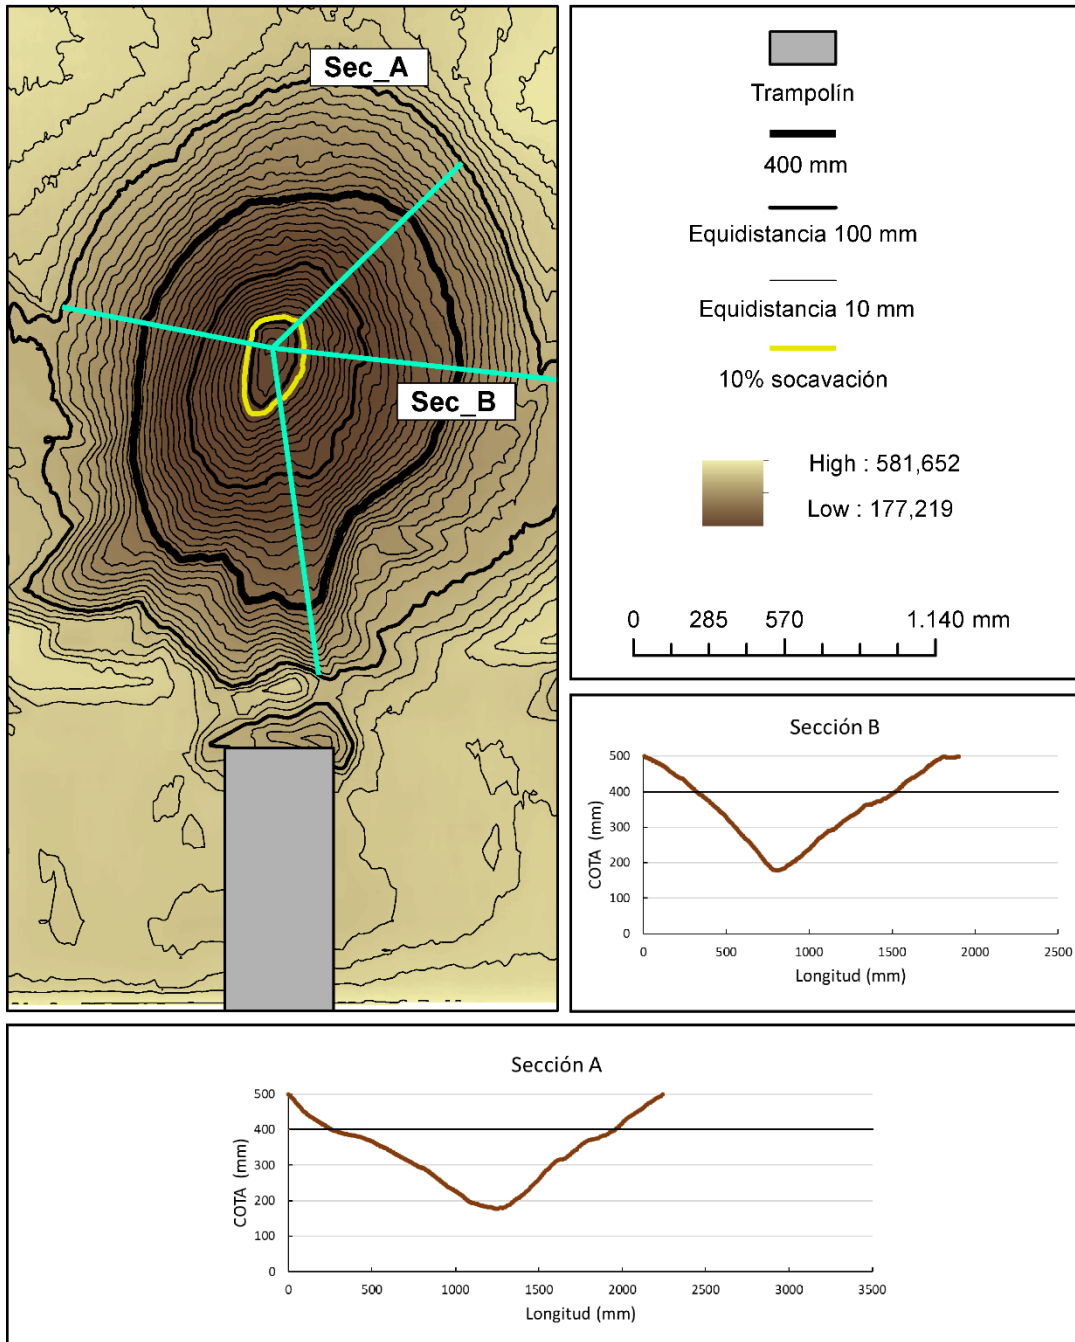 Sec_A
Sec_B
Trampolín
400 mm
Equidistancia 100 mm
Equidistancia 10 mm
10% socavación
High : 581,652
Low : 177,219
0 285 570 1.140 mm
Sección B
COTA (mm)
500
400
300
200
100
0
0 500 1000 1500 2000 2500
Longitud (mm)
Sección A
COTA (mm)
500
400
300
200
100
0
0 500 1000 1500 2000 2500 3000 3500
Longitud (mm)